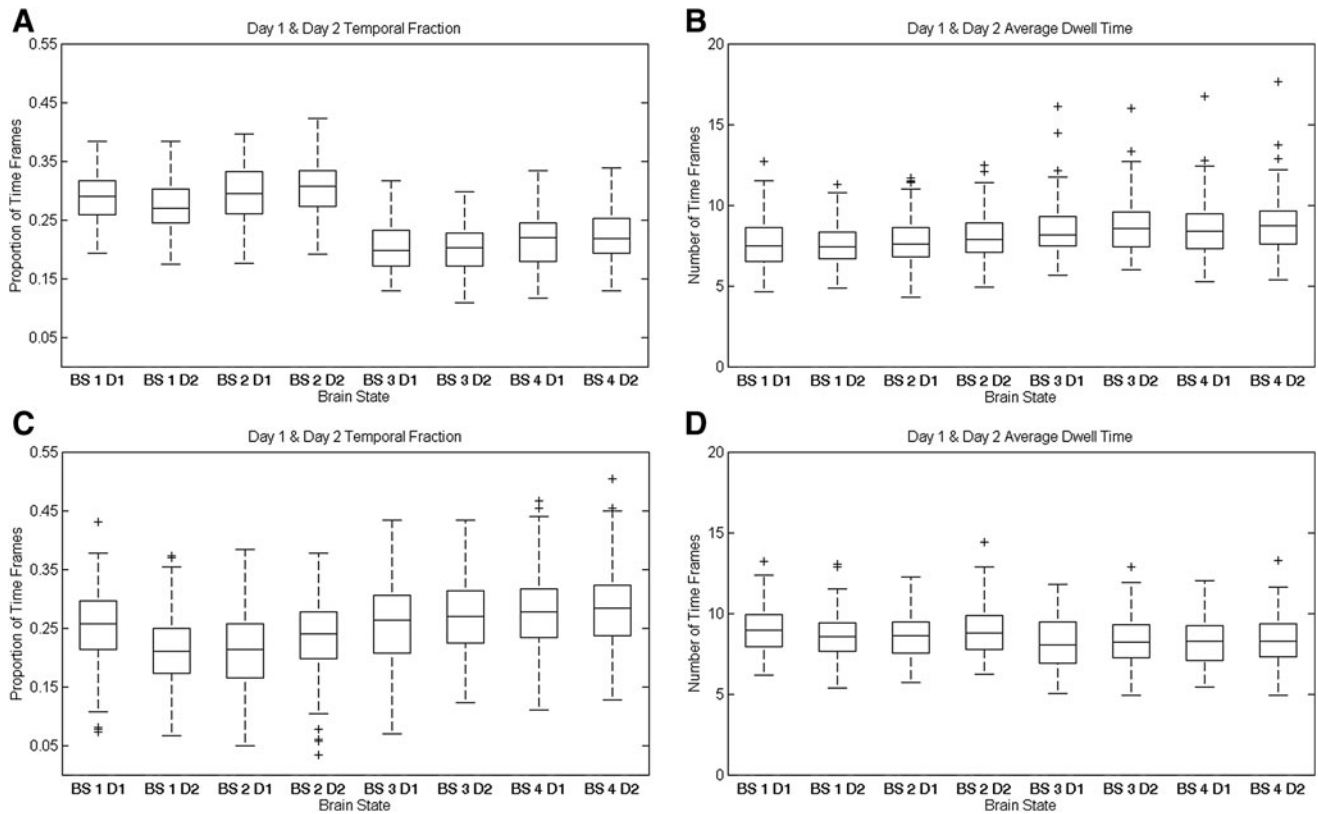 A
Day 1 & Day 2 Temporal Fraction
0.55
0.45
0.35
0.25
0.15
0.05
Proportion of Time Frames
BS 1 D1 BS 1 D2 BS 2 D1 BS 2 D2 BS 3 D1 BS 3 D2 BS 4 D1 BS 4 D2
Brain State
B
Day 1 & Day 2 Average Dwell Time
20
15
10
5
0
Number of Time Frames
BS 1 D1 BS 1 D2 BS 2 D1 BS 2 D2 BS 3 D1 BS 3 D2 BS 4 D1 BS 4 D2
Brain State
C
Day 1 & Day 2 Temporal Fraction
0.55
0.45
0.35
0.25
0.15
0.05
Proportion of Time Frames
BS 1 D1 BS 1 D2 BS 2 D1 BS 2 D2 BS 3 D1 BS 3 D2 BS 4 D1 BS 4 D2
Brain State
D
Day 1 & Day 2 Average Dwell Time
20
15
10
5
0
Number of Time Frames
BS 1 D1 BS 1 D2 BS 2 D1 BS 2 D2 BS 3 D1 BS 3 D2 BS 4 D1 BS 4 D2
Brain State